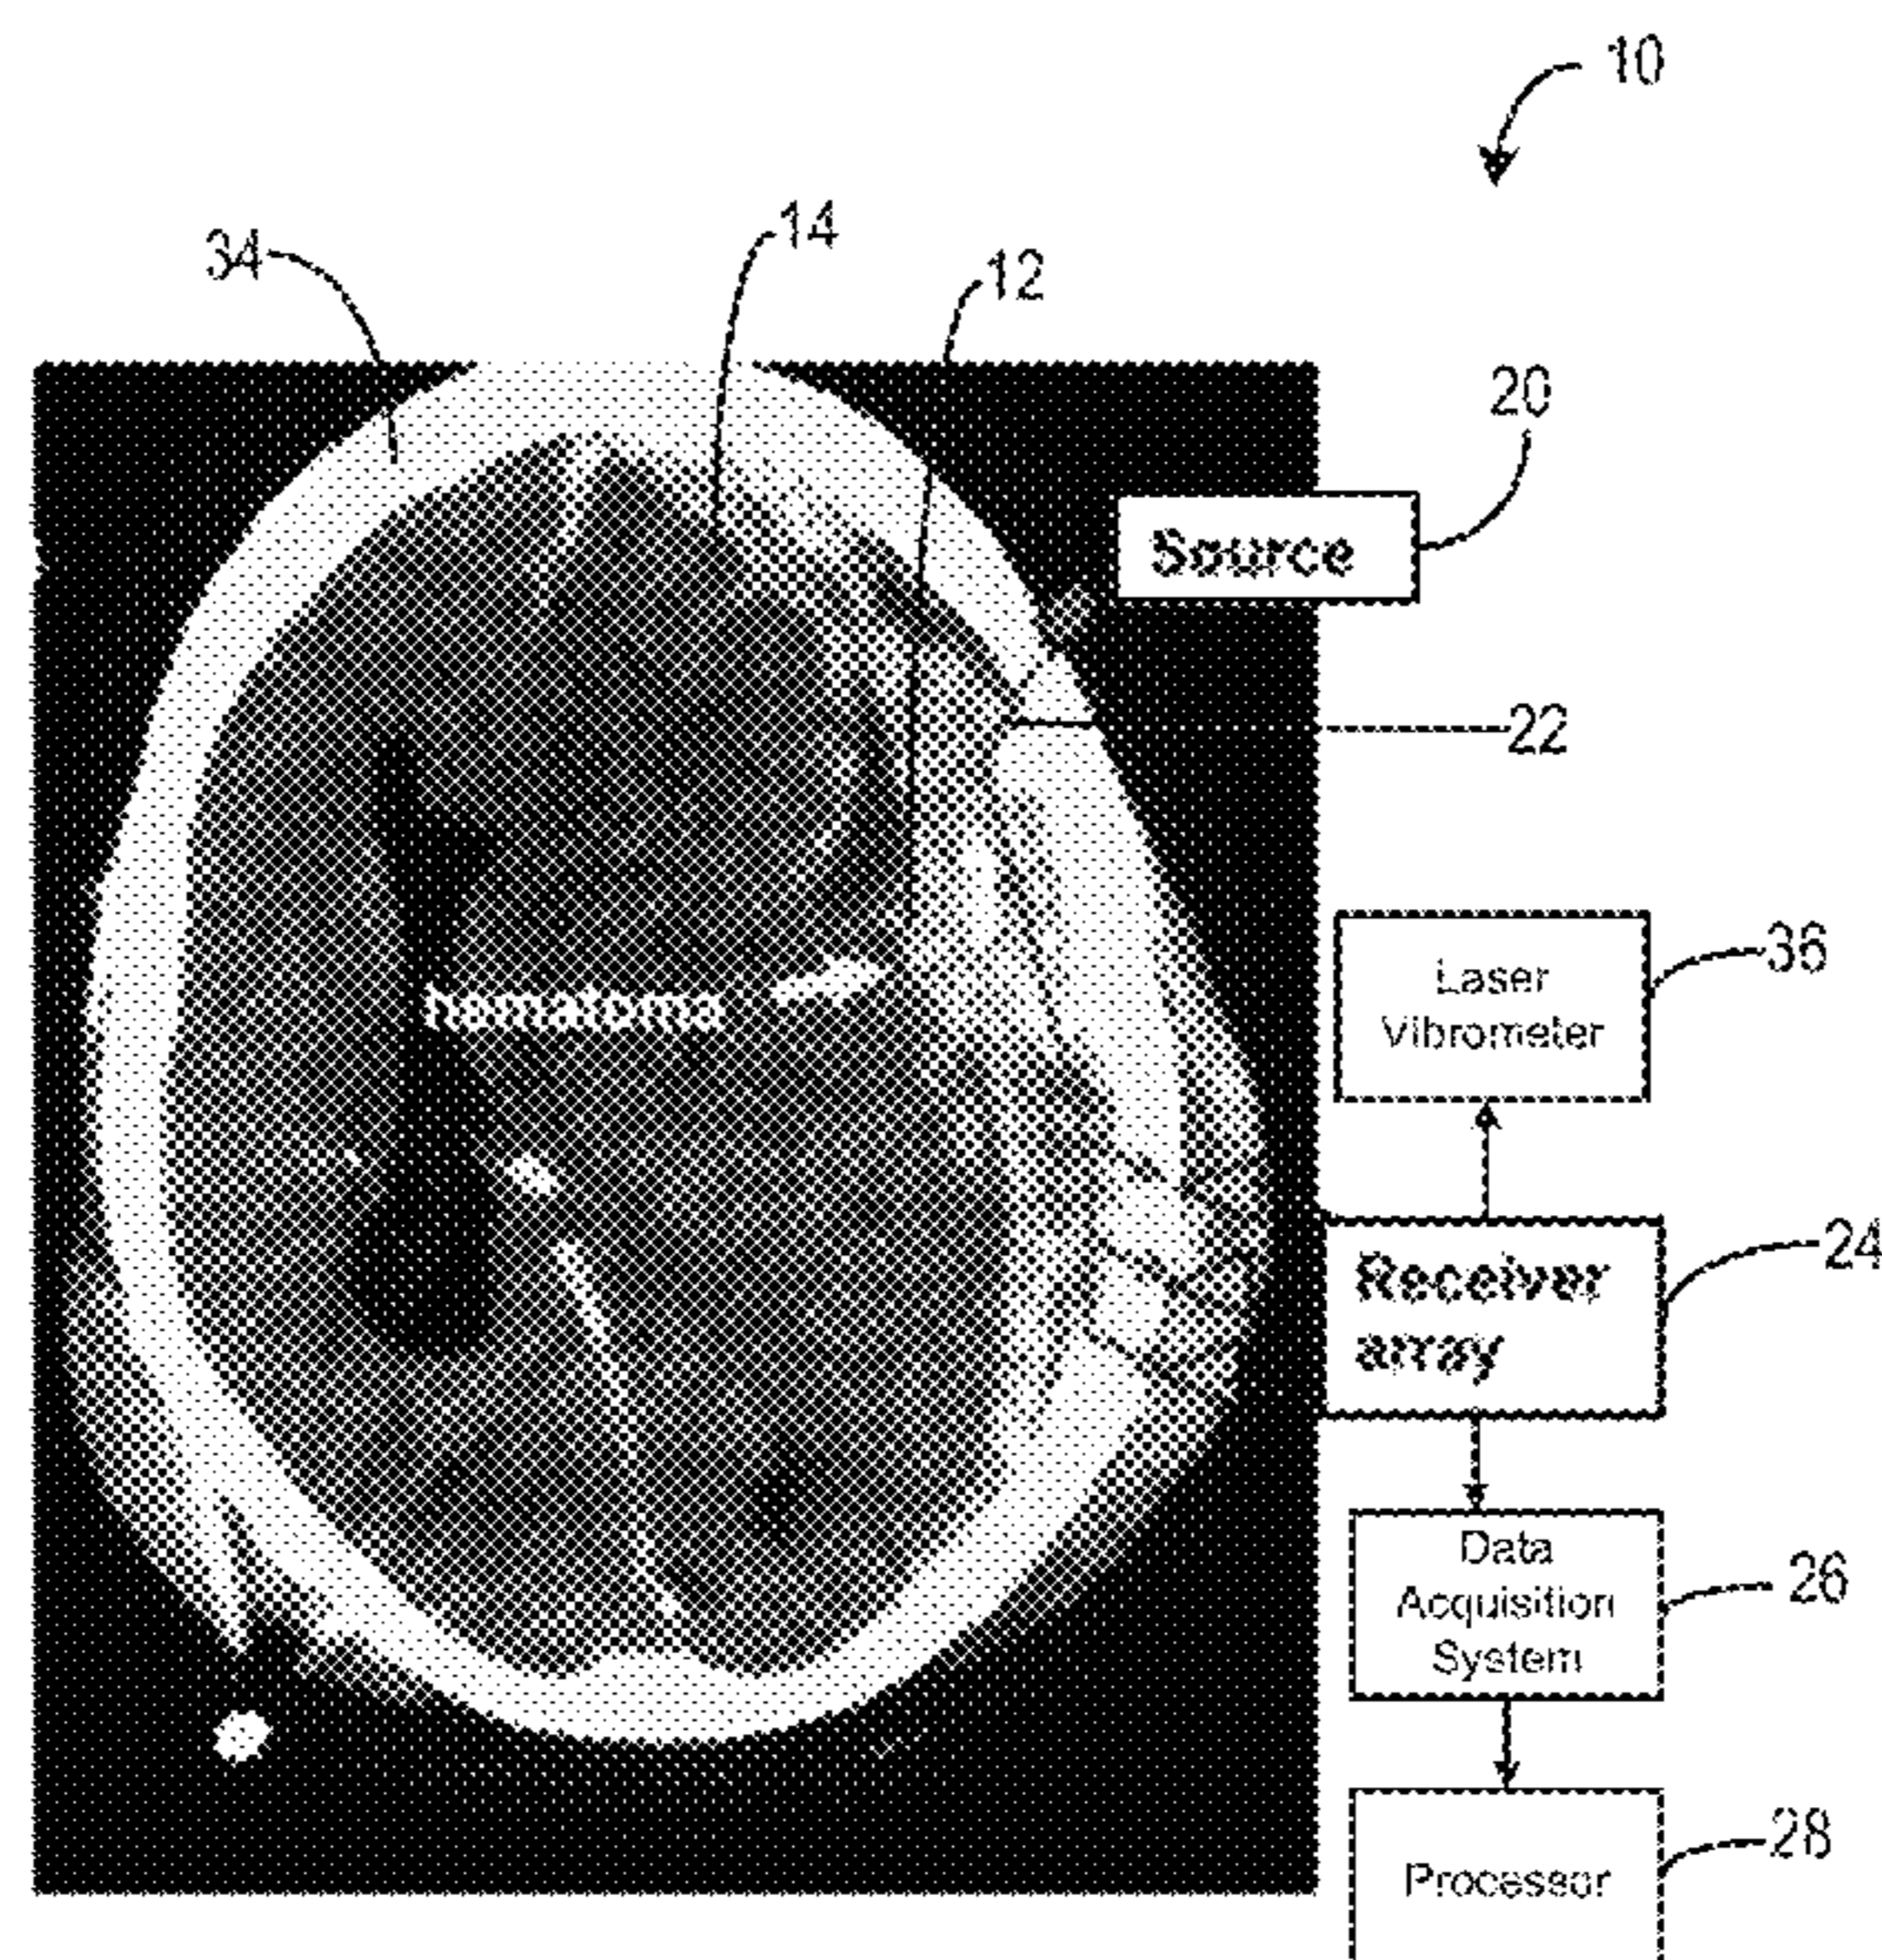 10
14
34
12
20
Source
22
36
Laser
Vibrometer
hematoma
24
Receiver
array
Data
Acquisition
System
26
28
Processor